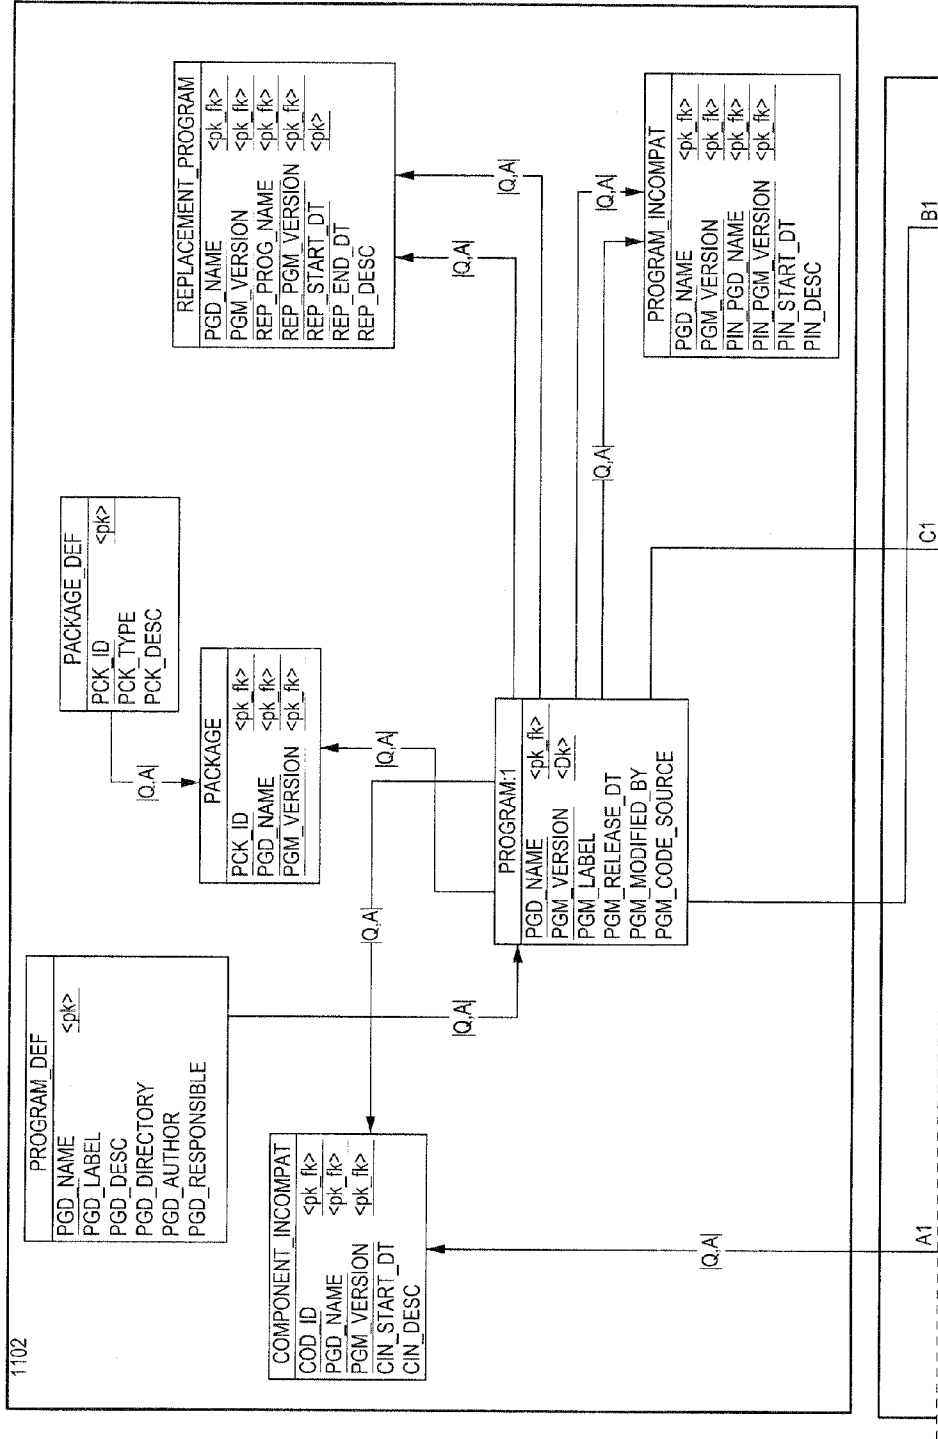 1102
PROGRAM_DEF
PGD_NAME <pk>
PGD_LABEL
PGD_DESC
PGD_DIRECTORY
PGD_AUTHOR
PGD_RESPONSIBLE
PACKAGE_DEF
PCK_ID <pk>
PCK_TYPE
PCK_DESC
|Q,A|
PACKAGE
PCK_ID <pk_fk>
PGD_NAME <pk_fk>
PGM_VERSION <pk_fk>
REPLACEMENT_PROGRAM
PGD_NAME <pk_fk>
PGM_VERSION <pk_fk>
REP_PROG_NAME <pk_fk>
REP_PGM_VERSION <pk_fk>
REP_START_DT <pk>
REP_END_DT
REP_DESC
COMPONENT_INCOMPAT
COD_ID <pk_fk>
PGD_NAME <pk_fk>
PGM_VERSION <pk_fk>
CIN_START_DT
CIN_DESC
|Q,A|
|Q,A|
|Q,A|
|Q,A|
|Q,A|
PROGRAM:1
PGD_NAME <pk_fk>
PGM_VERSION <Dk>
PGM_LABEL
PGM_RELEASE_DT
PGM_MODIFIED_BY
PGM_CODE_SOURCE
|Q,A|
|Q,A|
PROGRAM_INCOMPAT
PGD_NAME <pk_fk>
PGM_VERSION <pk_fk>
PIN_PGD_NAME <pk_fk>
PIN_PGM_VERSION <pk_fk>
PIN_START_DT
PIN_DESC
|Q,A|
A1
C1
B1